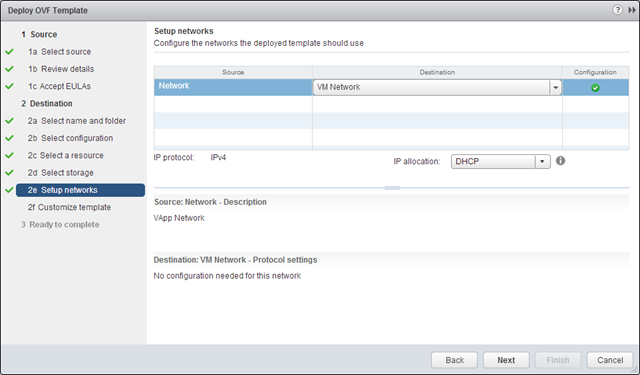 Deploy OVF Template
1 Source
1a Select source
1b Review details
1c Accept EULAs
2 Destination
2a Select name and folder
2b Select configuration
2c Select a resource
2d Select storage
2e Setup networks
2f Customize template
3 Ready to complete
Setup networks
Configure the networks the deployed template should use
Source Destination Configuration
Network VM Network
IP protocol: IPv4 IP allocation: DHCP
Source: Network - Description
VApp Network
Destination: VM Network - Protocol settings
No configuration needed for this network
Back Next Finish Cancel